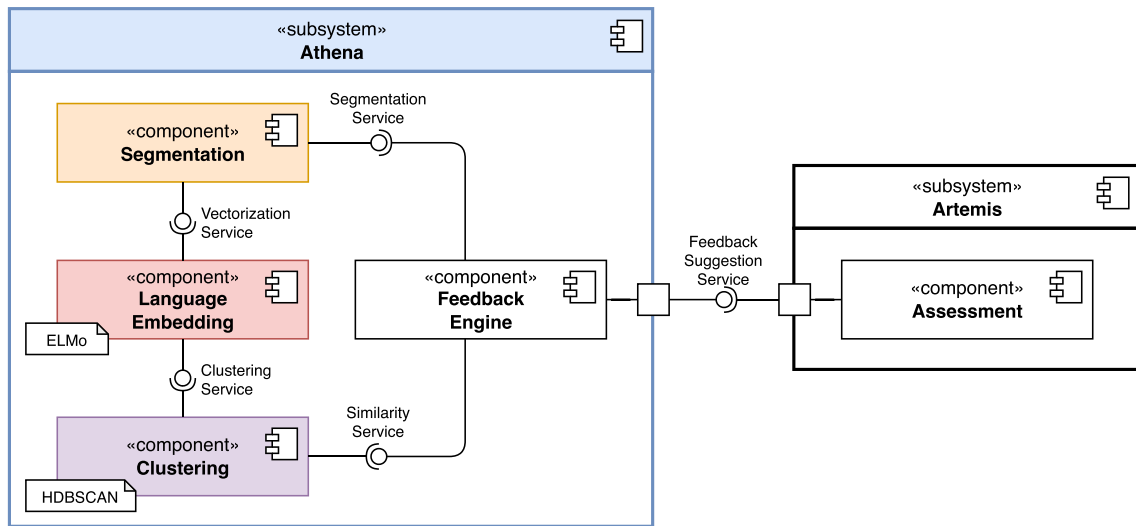 «subsystem»
Athena
Segmentation
Service
«component»
Segmentation
«subsystem»
Artemis
Vectorization
Service
Feedback
Suggestion
Service
«component»
Language
Embedding
ELMo
«component»
Feedback
Engine
«component»
Assessment
Clustering
Service
Similarity
Service
«component»
Clustering
HDBSCAN